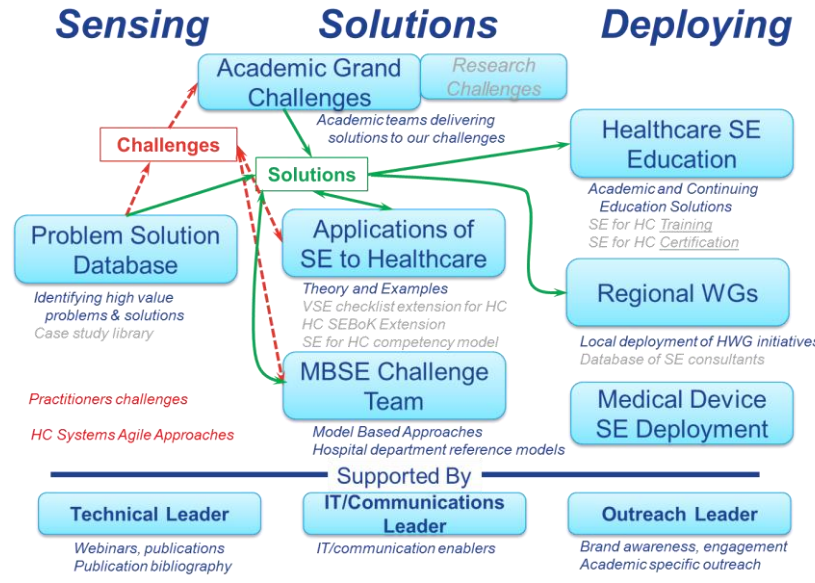 Sensing
Solutions
Deploying
Academic Grand
Challenges
Research
Challenges
Academic teams delivering
solutions to our challenges
Challenges
Solutions
Problem Solution
Database
Identifying high value
problems & solutions
Case study library
Practitioners challenges
HC Systems Agile Approaches
Applications of
SE to Healthcare
Theory and Examples
VSE checklist extension for HC
HC SEBoK Extension
SE for HC competency model
MBSE Challenge
Team
Model Based Approaches
Hospital department reference models
Healthcare SE
Education
Academic and Continuing
Education Solutions
SE for HC Training
SE for HC Certification
Regional WGs
Local deployment of HWG initiatives
Database of SE consultants
Medical Device
SE Deployment
Supported By
Technical Leader
Webinars, publications
Publication bibliography
IT/Communications
Leader
IT/communication enablers
Outreach Leader
Brand awareness, engagement
Academic specific outreach